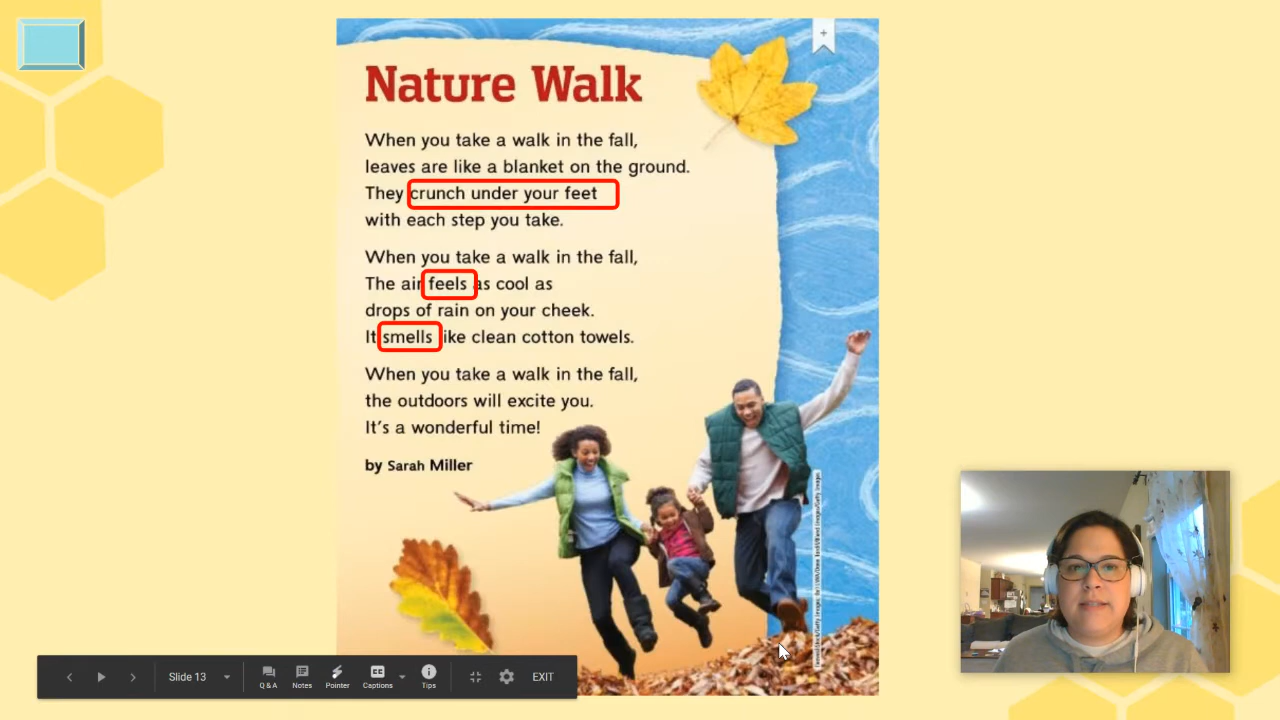 Nature Walk
When you take a walk in the fall,
leaves are like a blanket on the ground.
They crunch under your feet
with each step you take.
When you take a walk in the fall,
The air feels as cool as
drops of rain on your cheek.
It smells like clean cotton towels.
When you take a walk in the fall,
the outdoors will excite you.
It's a wonderful time!
by Sarah Miller
Slide 13
Q & A
Notes
Pointer
Captions
Tips
EXIT